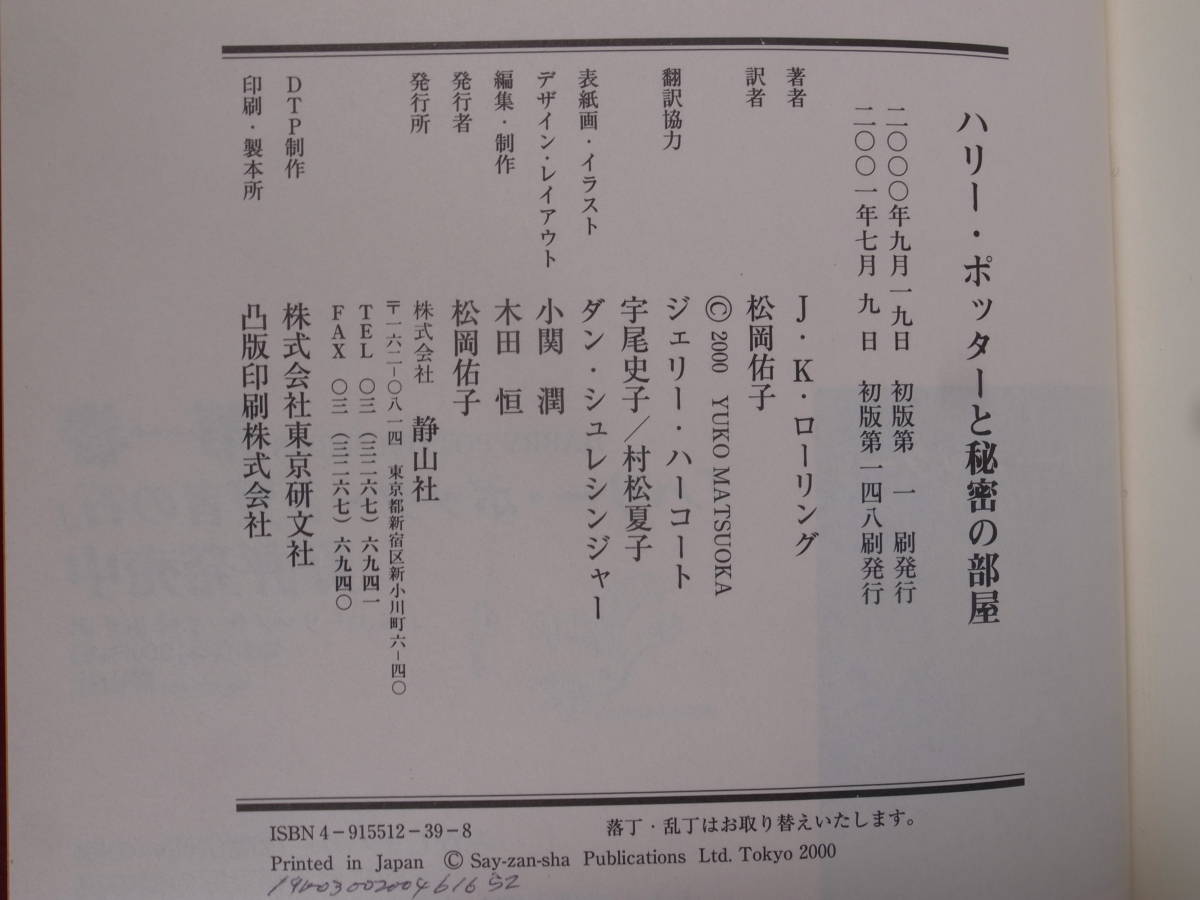 ハリー・ポッターと秘密の部屋
二〇〇〇年九月一九日 初版第 一 刷発行
二〇〇一年七月 九 日 初版第一四八刷発行
著者 J・K・ローリング
訳者 松岡佑子
© 2000 YUKO MATSUOKA
翻訳協力 ジェリー・ハーコート
宇尾史子／村松夏子
表紙画・イラスト ダン・シュレシンジャー
デザイン・レイアウト 小関 潤
編集・制作 木田 恒
発行者 松岡佑子
発行所 株式会社 静山社
〒一六二−〇八一四 東京都新宿区新小川町六−四〇
TEL 〇三（三二六七）六九四一
FAX 〇三（三二六七）六九四〇
DTP制作 株式会社東京研文社
印刷・製本所 凸版印刷株式会社
ISBN 4−915512−39−8 落丁・乱丁はお取り替えいたします。
Printed in Japan © Say-zan-sha Publications Ltd. Tokyo 2000